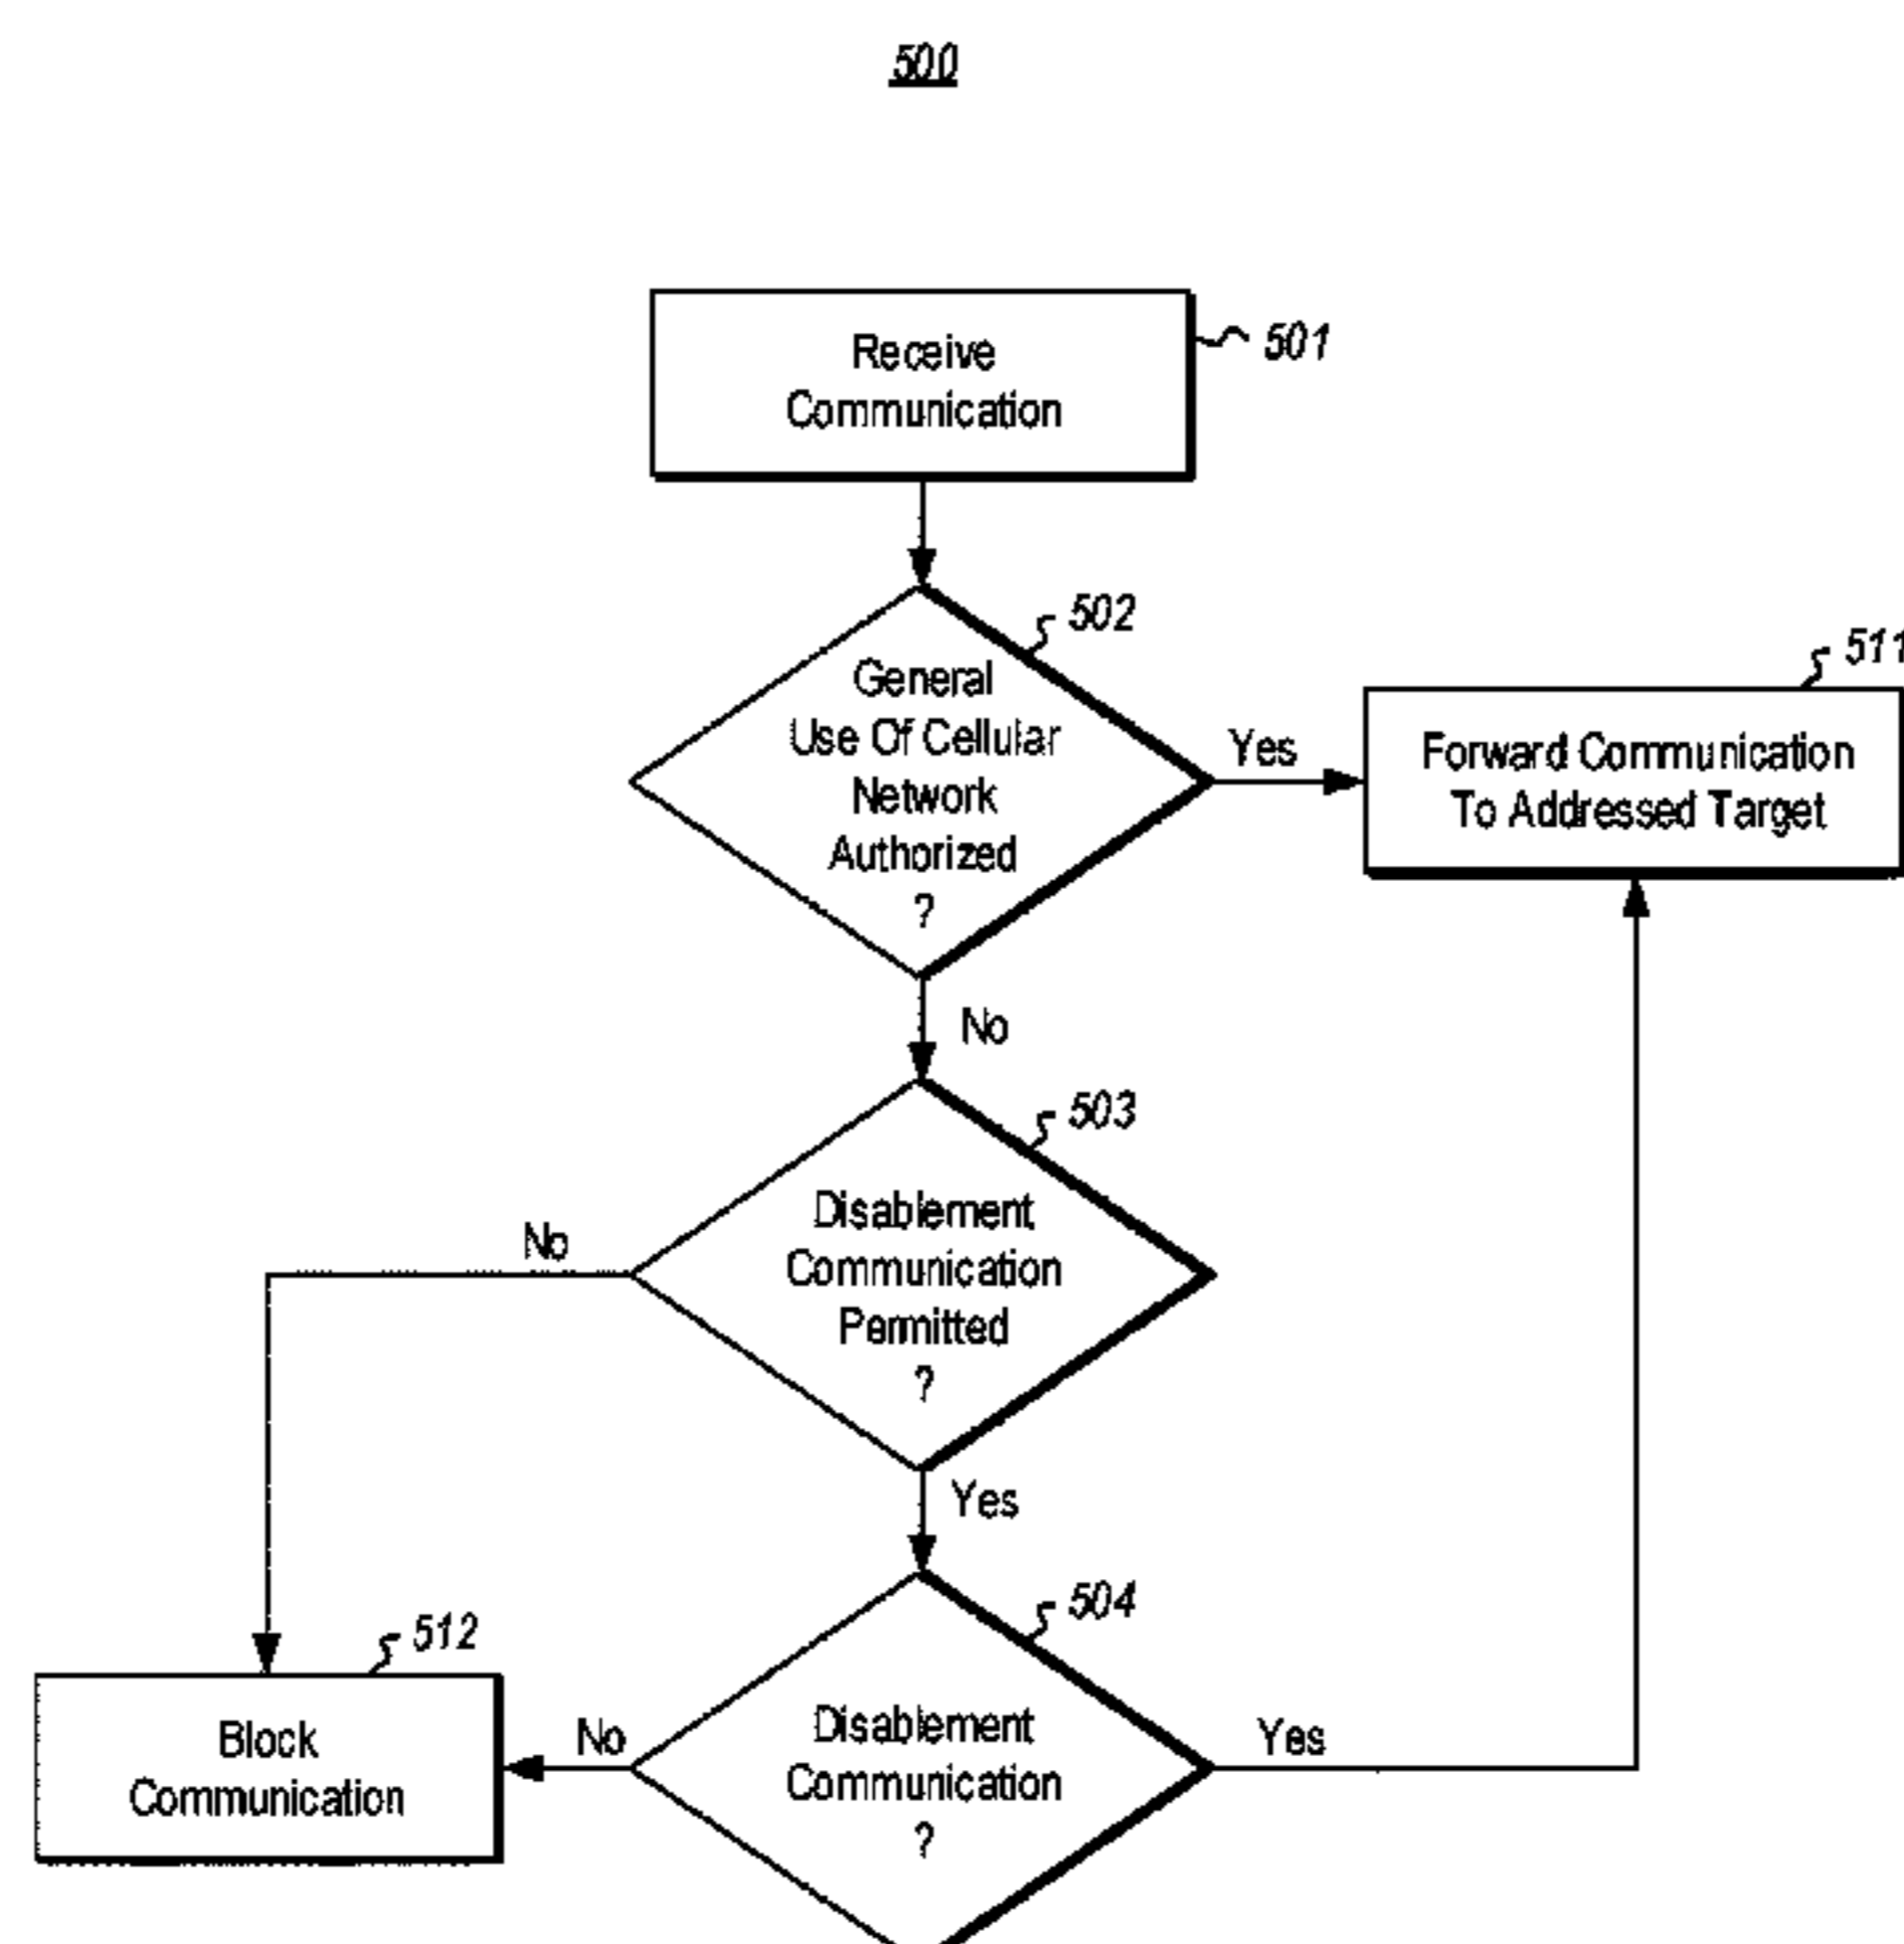 500
Receive
Communication
501
502
General
Use Of Cellular
Network
Authorized
?
Yes
511
Forward Communication
To Addressed Target
No
503
Disablement
Communication
Permitted
?
No
Yes
504
512
Block
Communication
No
Disablement
Communication
?
Yes